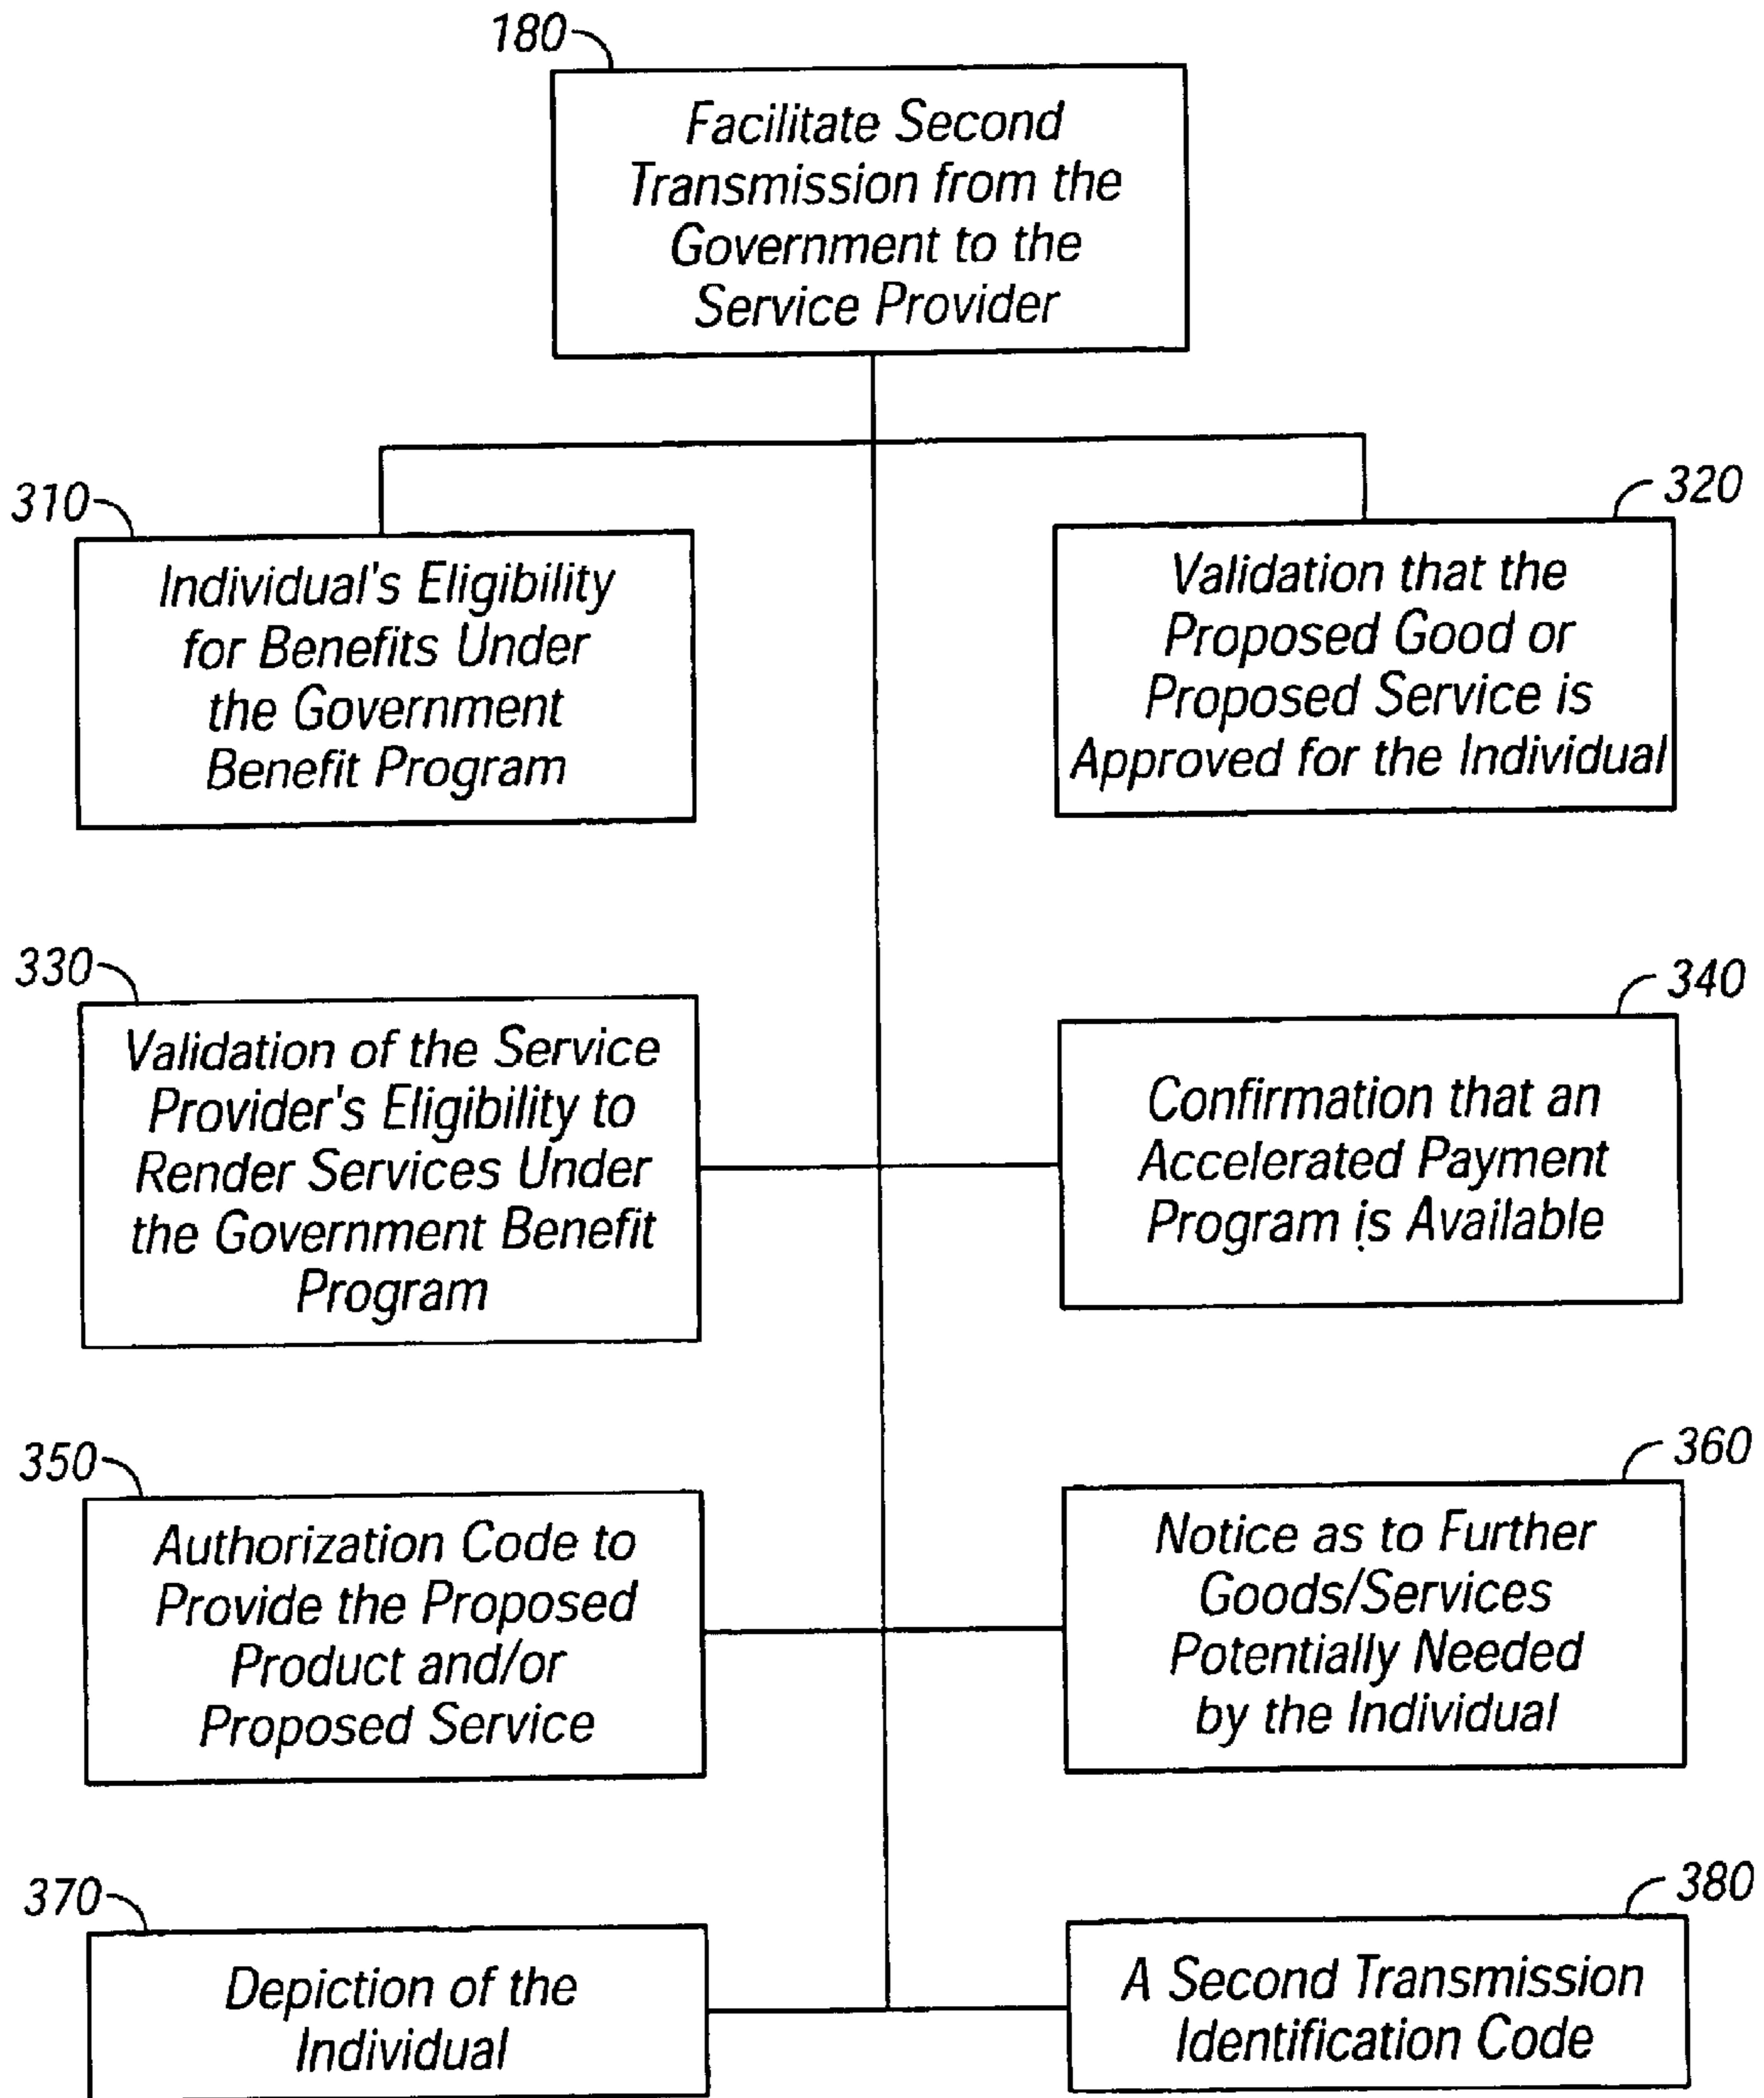 180
Facilitate Second
Transmission from the
Government to the
Service Provider
310
Individual's Eligibility
for Benefits Under
the Government
Benefit Program
320
Validation that the
Proposed Good or
Proposed Service is
Approved for the Individual
330
Validation of the Service
Provider's Eligibility to
Render Services Under
the Government Benefit
Program
340
Confirmation that an
Accelerated Payment
Program is Available
350
Authorization Code to
Provide the Proposed
Product and/or
Proposed Service
360
Notice as to Further
Goods/Services
Potentially Needed
by the Individual
370
Depiction of the
Individual
380
A Second Transmission
Identification Code